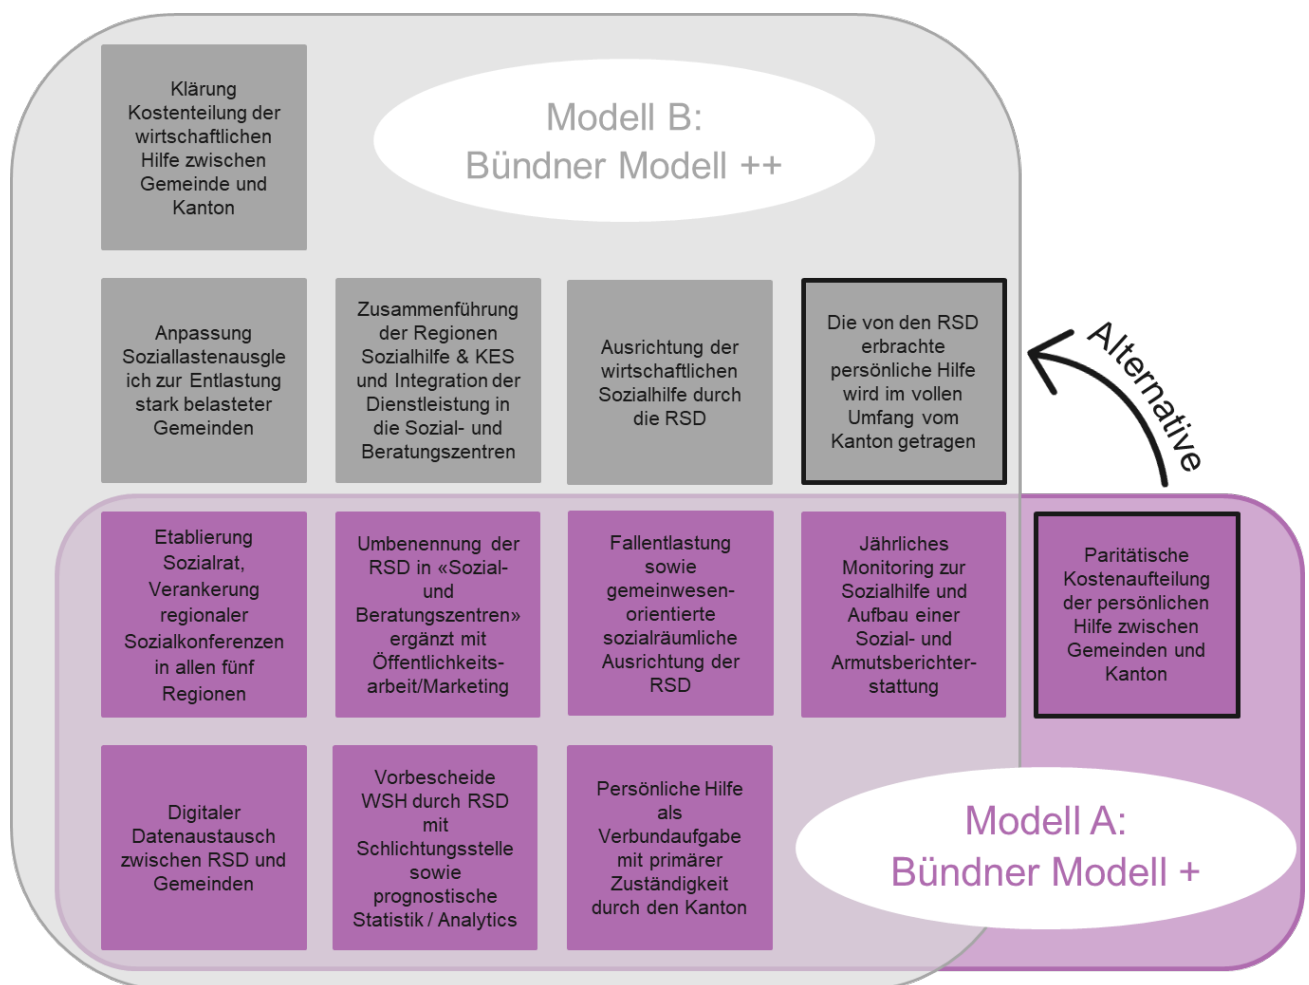 Klärung
Kostenteilung der
wirtschaftlichen
Hilfe zwischen
Gemeinde und
Kanton
Modell B:
Bündner Modell ++
Anpassung
Soziallastenausgle
ich zur Entlastung
stark belasteter
Gemeinden
Zusammenführung
der Regionen
Sozialhilfe & KES
und Integration der
Dienstleistung in
die Sozial- und
Beratungszentren
Ausrichtung der
wirtschaftlichen
Sozialhilfe durch
die RSD
Die von den RSD
erbrachte
persönliche Hilfe
wird im vollen
Umfang vom
Kanton getragen
Alternative
Etablierung
Sozialrat,
Verankerung
regionaler
Sozialkonferenzen
in allen fünf
Regionen
Umbenennung der
RSD in «Sozial-
und
Beratungszentren»
ergänzt mit
Öffentlichkeits-
arbeit/Marketing
Fallentlastung
sowie
gemeinwesen-
orientierte
sozialräumliche
Ausrichtung der
RSD
Jährliches
Monitoring zur
Sozialhilfe und
Aufbau einer
Sozial- und
Armutsberichter-
stattung
Paritätische
Kostenaufteilung
der persönlichen
Hilfe zwischen
Gemeinden und
Kanton
Digitaler
Datenaustausch
zwischen RSD und
Gemeinden
Vorbescheide
WSH durch RSD
mit
Schlichtungsstelle
sowie
prognostische
Statistik / Analytics
Persönliche Hilfe
als
Verbundaufgabe
mit primärer
Zuständigkeit
durch den Kanton
Modell A:
Bündner Modell +